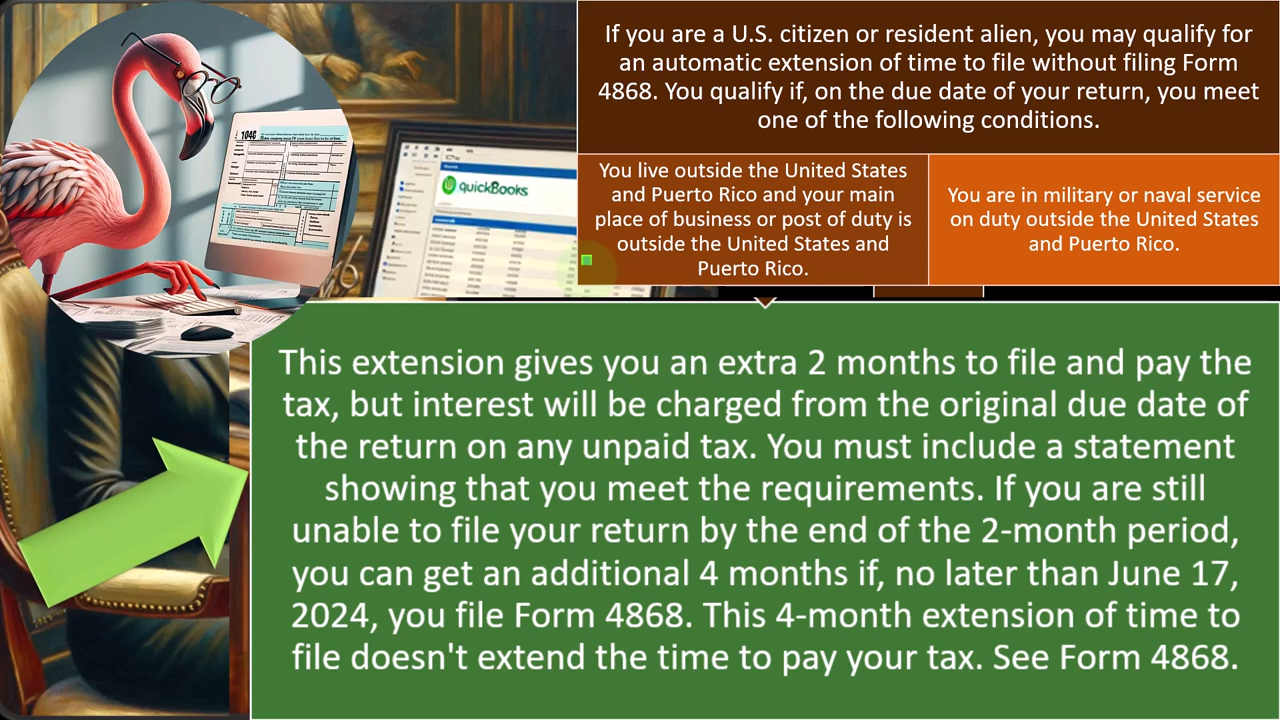 If you are a U.S. citizen or resident alien, you may qualify for
an automatic extension of time to file without filing Form
4868. You qualify if, on the due date of your return, you meet
one of the following conditions.
You live outside the United States
and Puerto Rico and your main
place of business or post of duty is
outside the United States and
Puerto Rico.
You are in military or naval service
on duty outside the United States
and Puerto Rico.
quickBooks
This extension gives you an extra 2 months to file and pay the
tax, but interest will be charged from the original due date of
the return on any unpaid tax. You must include a statement
showing that you meet the requirements. If you are still
unable to file your return by the end of the 2-month period,
you can get an additional 4 months if, no later than June 17,
2024, you file Form 4868. This 4-month extension of time to
file doesn't extend the time to pay your tax. See Form 4868.